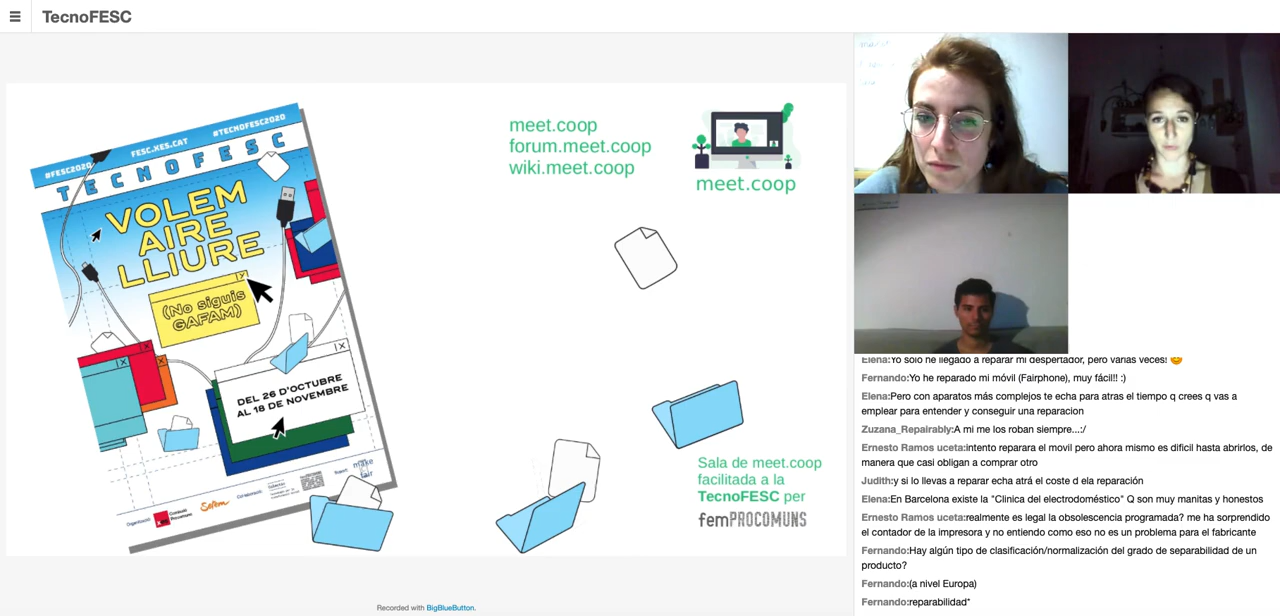 TecnoFESC
#FESC2020
FESC.XES.CAT
#TECNOFESC2020
TECNOFESC
VOLEM
AIRE
LLIURE
(No siguis
GAFAM)
DEL 26 D'OCTUBRE
AL 18 DE NOVEMBRE
make
fair
meet.coop
forum.meet.coop
wiki.meet.coop
meet.coop
Sala de meet.coop
facilitada a la
TecnoFESC per
femPROCOMUNS
Recorded with BigBlueButton.
Elena:Yo solo he llegado a reparar mi despertador, pero varias veces! 😊
Fernando:Yo he reparado mi móvil (Fairphone), muy fácil!! :)
Elena:Pero con aparatos más complejos te echa para atras el tiempo q crees q vas a
emplear para entender y conseguir una reparacion
Zuzana_Repairably:A mi me los roban siempre...:/
Ernesto Ramos uceta:intento reparara el movil pero ahora mismo es dificil hasta abrirlos, de
manera que casi obligan a comprar otro
Judith:y si lo llevas a reparar echa atrá el coste d ela reparación
Elena:En Barcelona existe la "Clinica del electrodoméstico" Q son muy manitas y honestos
Ernesto Ramos uceta:realmente es legal la obsolescencia programada? me ha sorprendido
el contador de la impresora y no entiendo como eso no es un problema para el fabricante
Fernando:Hay algún tipo de clasificación/normalización del grado de separabilidad de un
producto?
Fernando:(a nivel Europa)
Fernando:reparabilidad*